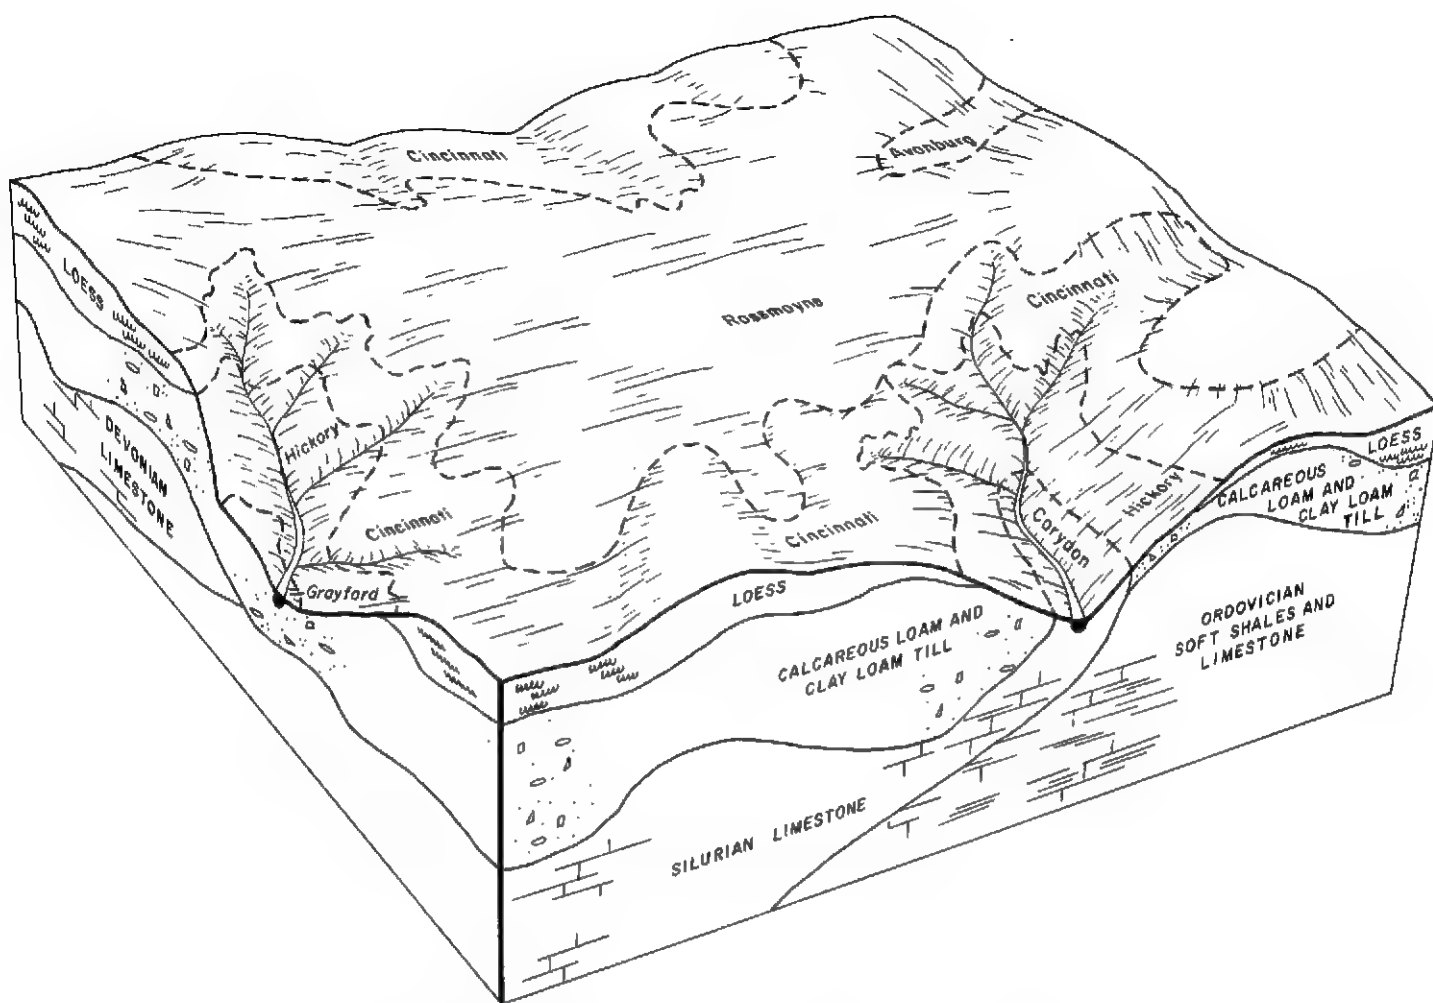 Cincinnati
Avonburg
LOESS
Cincinnati
Rossmoyne
DEVONIAN
LIMESTONE
Hickory
Cincinnati
Grayford
Cincinnati
Corydon
Hickory
LOESS
CALCAREOUS
LOAM AND
CLAY LOAM
TILL
LOESS
CALCAREOUS LOAM AND
CLAY LOAM TILL
ORDOVICIAN
SOFT SHALES AND
LIMESTONE
SILURIAN LIMESTONE